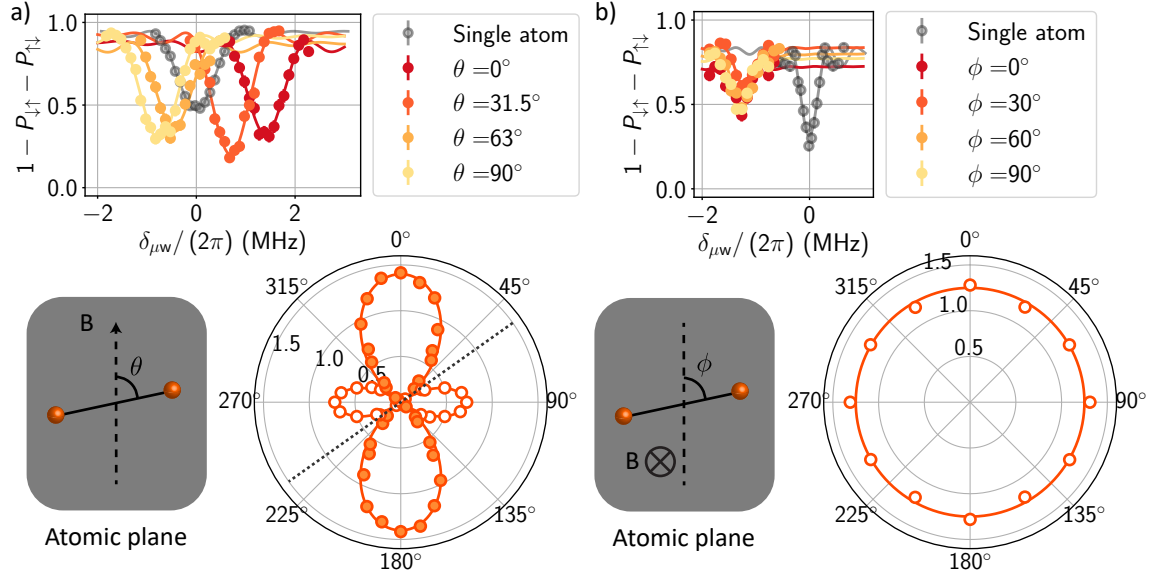 a)
1.0
0.5
0.0
1 − P↓↑ − P↑↓
−2
0
2
δμw/ (2π) (MHz)
Single atom
θ =0°
θ =31.5°
θ =63°
θ =90°
b)
1.0
0.5
0.0
1 − P↓↑ − P↑↓
−2
0
δμw/ (2π) (MHz)
Single atom
ϕ =0°
ϕ =30°
ϕ =60°
ϕ =90°
B
θ
Atomic plane
0°
45°
90°
135°
180°
225°
270°
315°
1.5
1.0
0.5
B
ϕ
Atomic plane
0°
45°
90°
135°
180°
225°
270°
315°
1.5
1.0
0.5